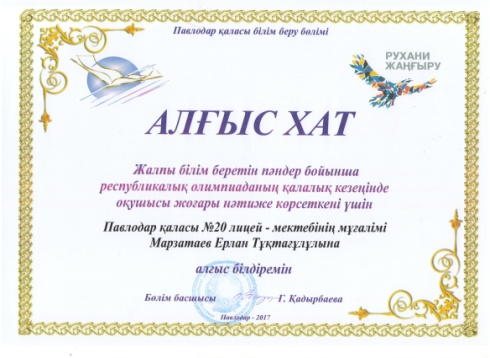 Павлодар қаласы білім беру бөлімі
РУХАНИ
ЖАҢҒЫРУ
АЛҒЫС ХАТ
Жалпы білім беретін пәндер бойынша
республикалық олимпиаданың қалалық кезеңінде
оқушысы жоғары нәтиже көрсеткені үшін
Павлодар қаласы №20 лицей - мектебінің мұғалімі
Марзатаев Ерлан Тұқтағұлұлына
алғыс білдіремін
Бөлім басшысы Г. Қадырбаева
Павлодар - 2017